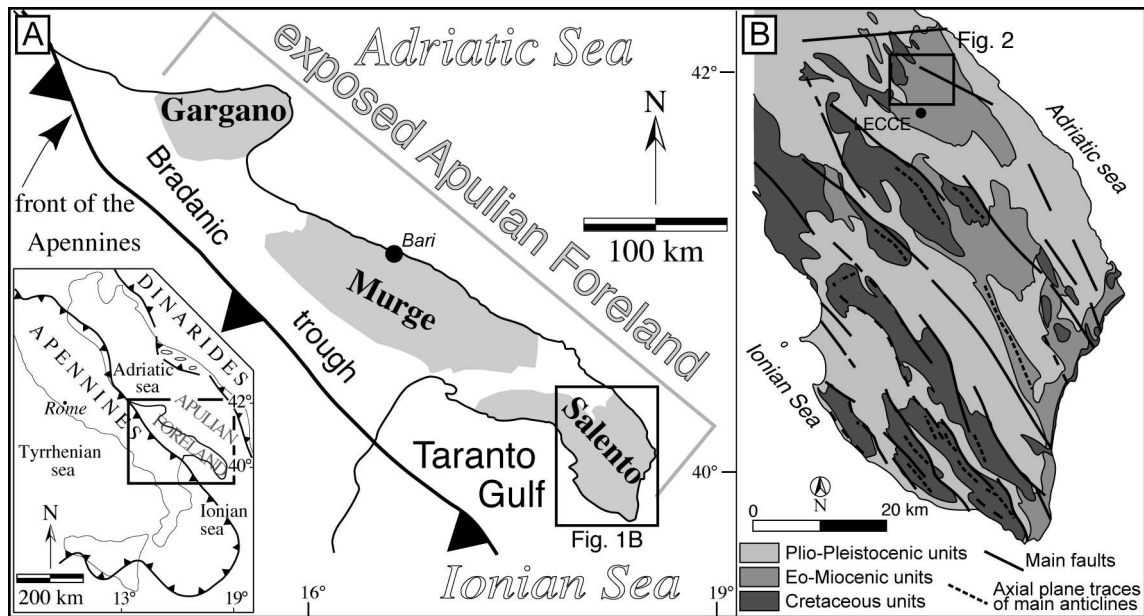 A
Adriatic Sea
42°
exposed Apulian Foreland
Gargano
N
100 km
Bradanic
trough
front of the
Apennines
Bari
Murge
Salento
Taranto
Gulf
40°
Fig. 1B
Ionian Sea
16°
19°
DINARIDES
APENNINES
Adriatic
sea
42°
Rome
APULIAN
FORELAND
40°
Tyrrhenian
sea
Ionian
sea
N
200 km
13°
19°
B
Fig. 2
LECCE
Adriatic sea
Ionian Sea
N
0
20 km
Plio-Pleistocenic units
Eo-Miocenic units
Cretaceous units
Main faults
Axial plane traces
of main anticlines